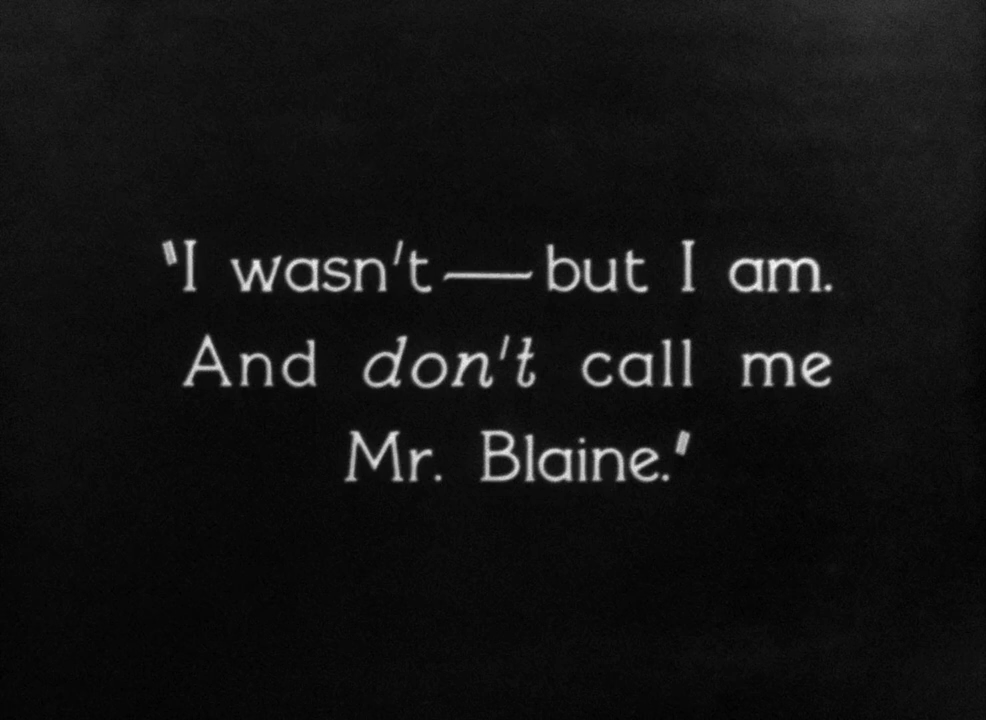 "I wasn't—but I am.
And don't call me
Mr. Blaine."